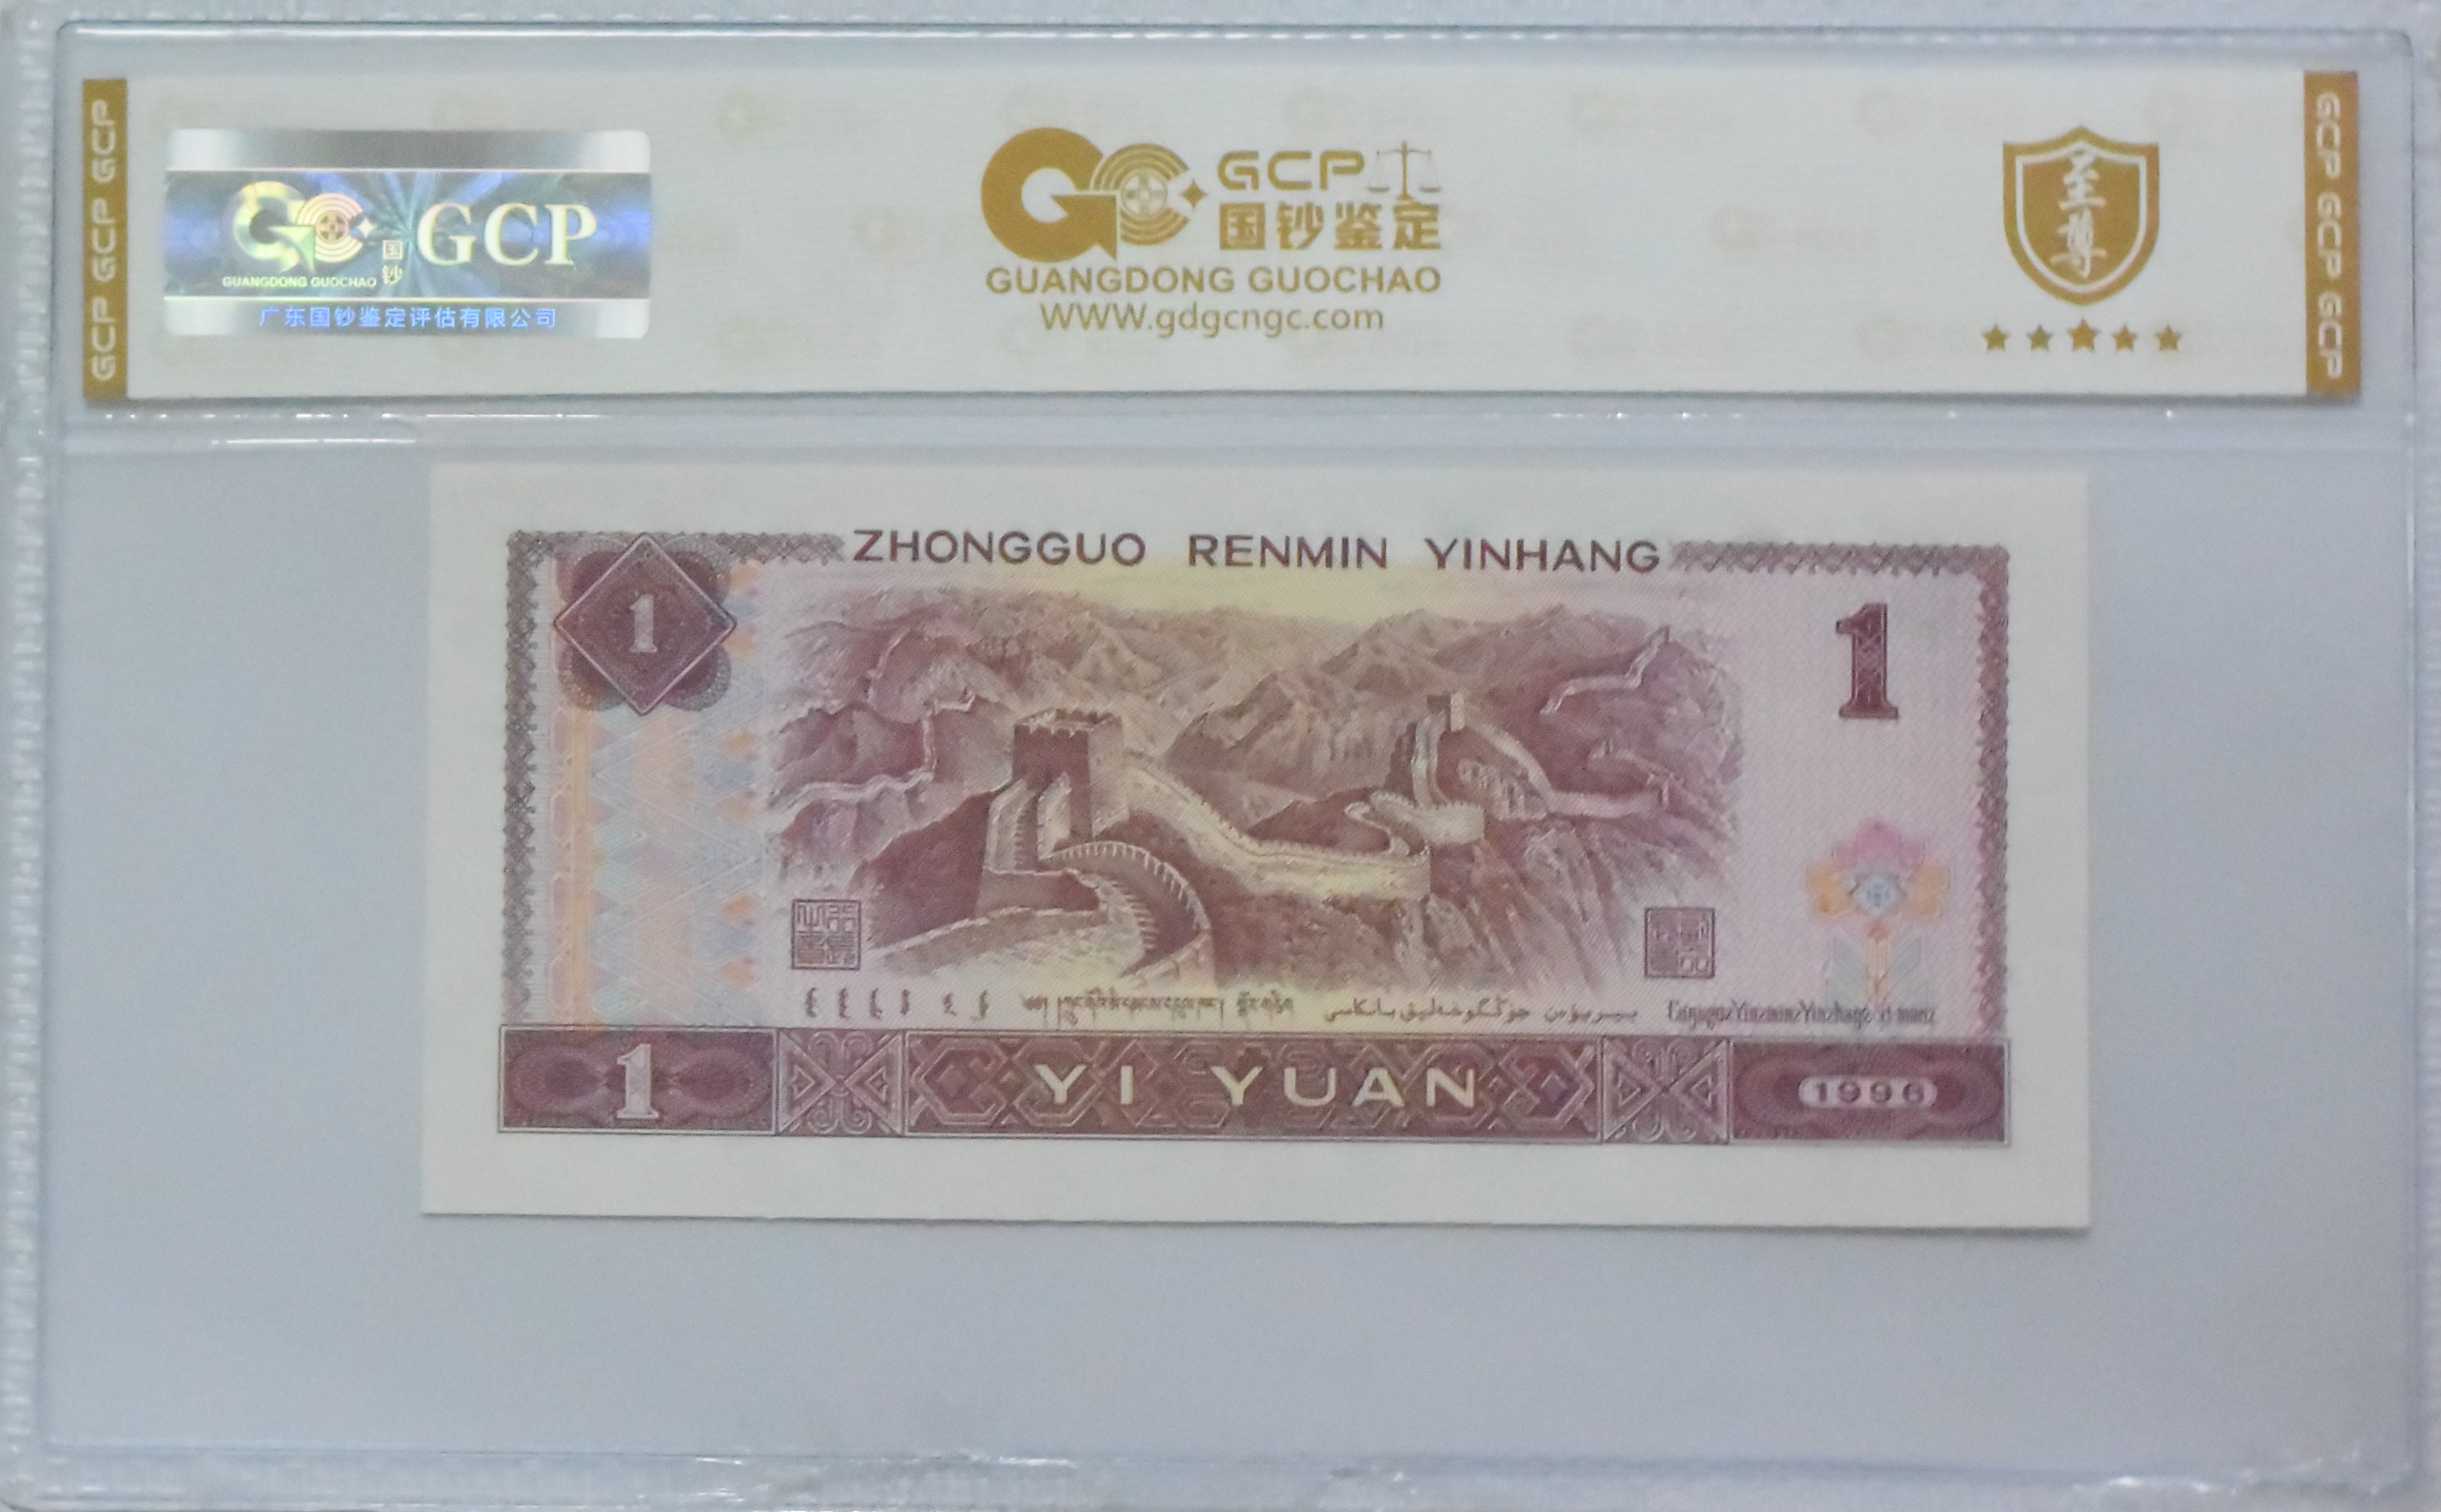 GCP GCP GCP
GCP
国钞
GUANGDONG GUOCHAO
广东国钞鉴定评估有限公司
GCP
国钞鉴定
GUANGDONG GUOCHAO
WWW.gdgcngc.com
至尊
GCP GCP GCP
ZHONGGUO RENMIN YINHANG
1
1
1
YI YUAN
1996